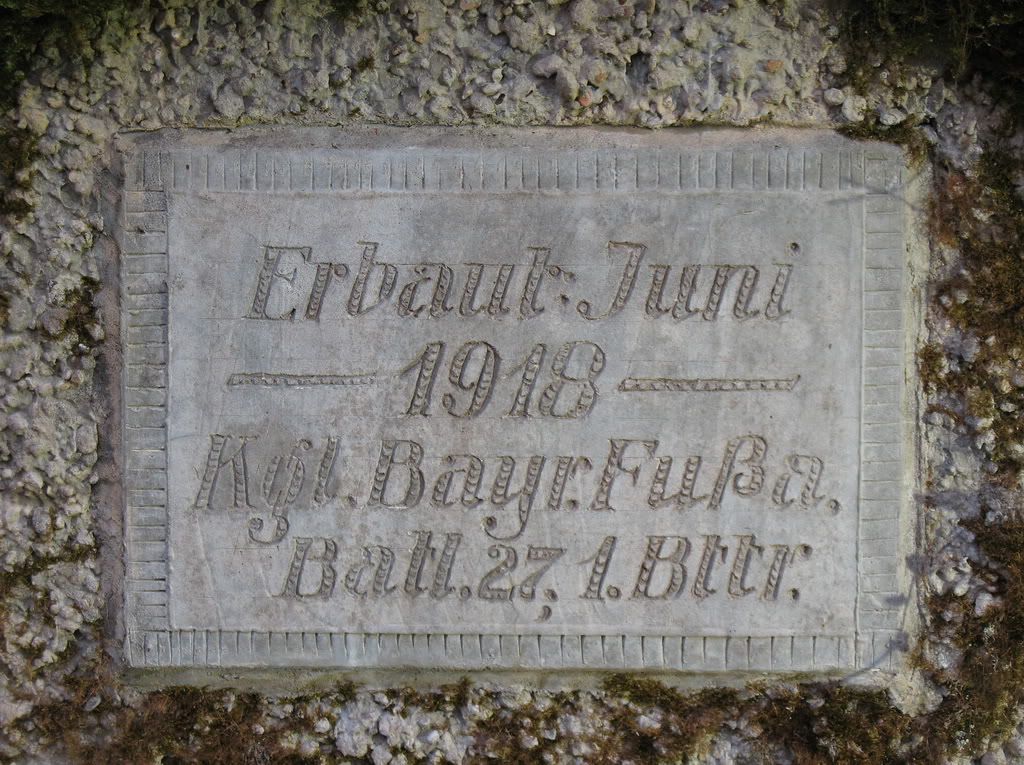 Erbaut: Juni
— 1918 —
Kgl. Bayr. Fußa.
Batl. 27, 1. Bttr.